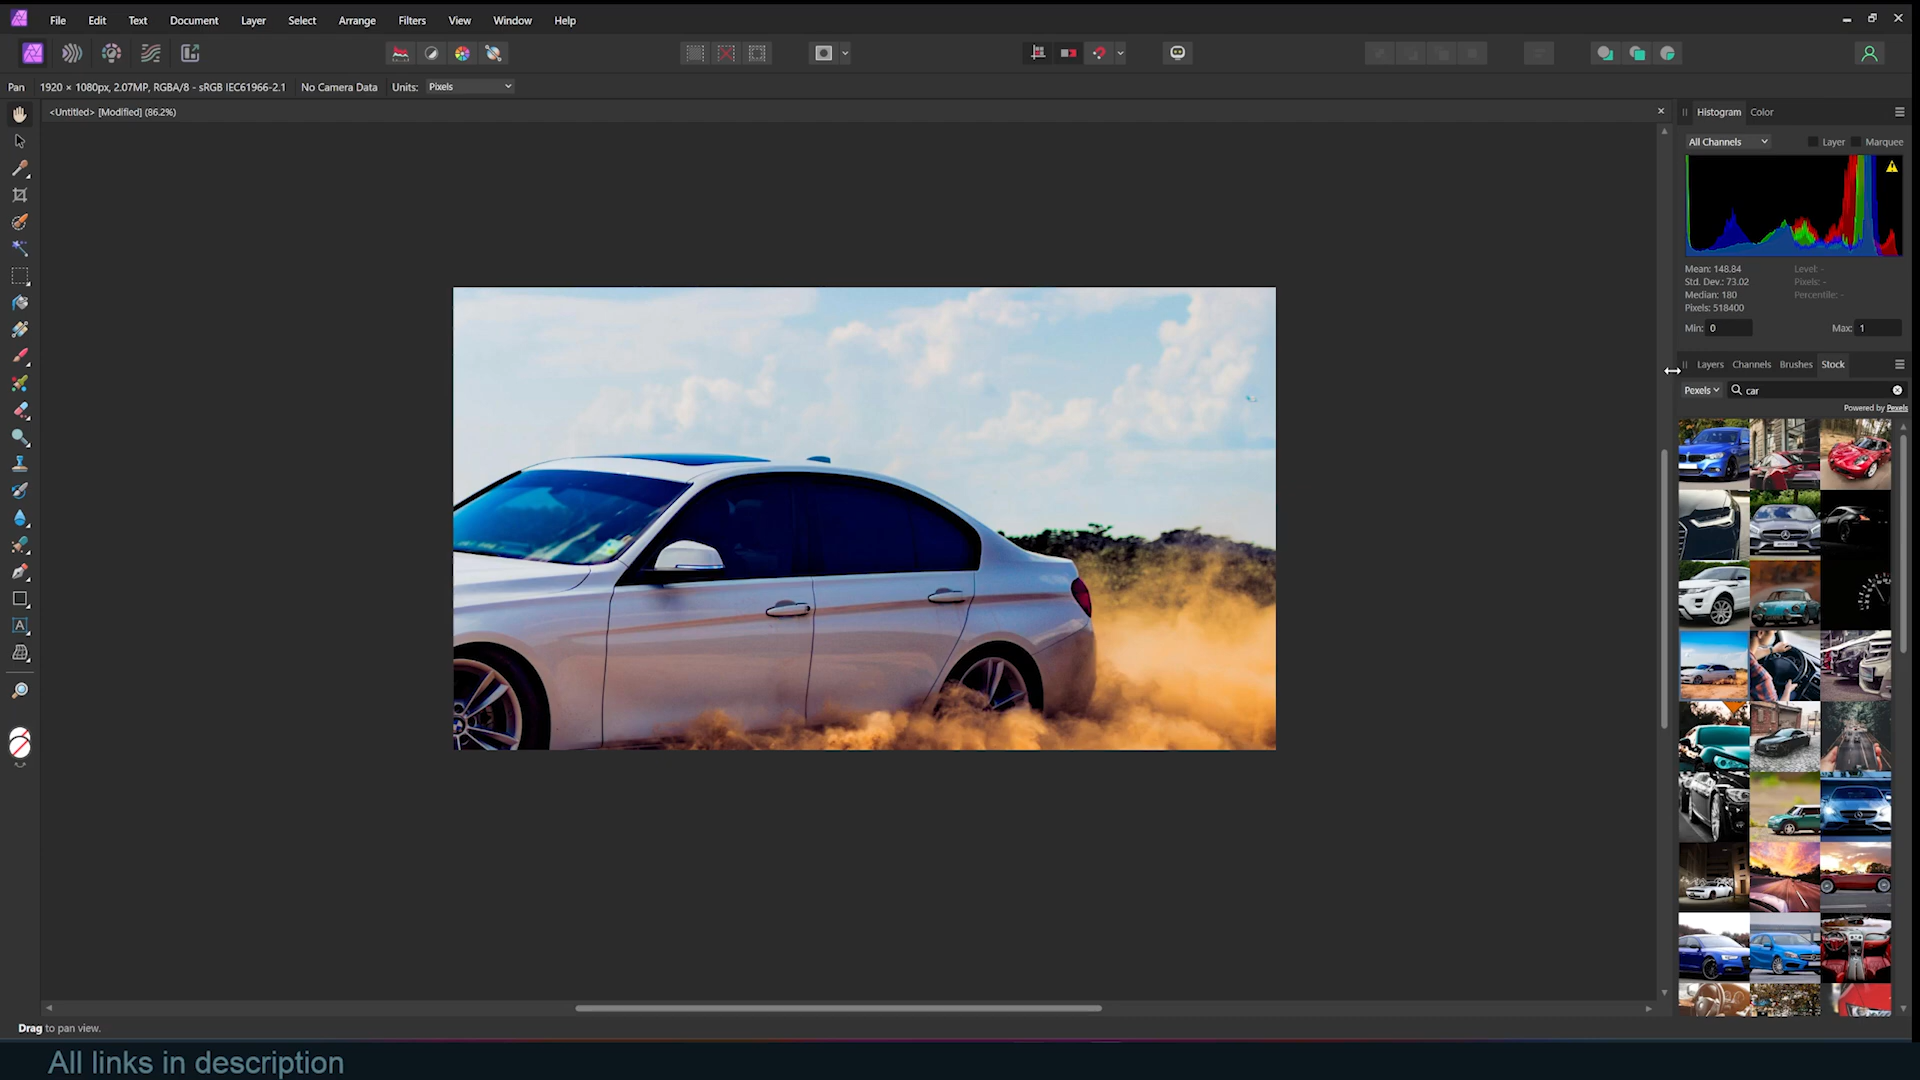 File Edit Text Document Layer Select Arrange Filters View Window Help
Pan 1920 × 1080px, 2.07MP, RGBA/8 - sRGB IEC61966-2.1 No Camera Data Units: Pixels
<Untitled> [Modified] (86.2%)
Histogram Color
All Channels Layer Marquee
Mean: 148.84 Level: -
Std. Dev.: 73.02 Pixels: -
Median: 180 Percentile: -
Pixels: 518400
Min: 0 Max: 1
Layers Channels Brushes Stock
Pexels car
Powered by Pexels
Drag to pan view.
All links in description